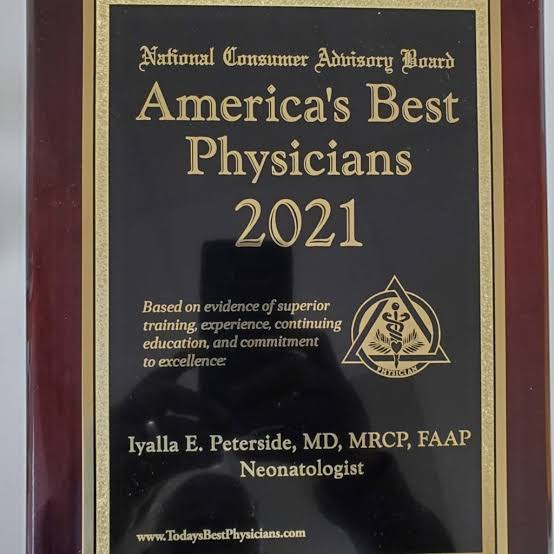 National Consumer Advisory Board
America's Best
Physicians
2021
Based on evidence of superior
training, experience, continuing
education, and commitment
to excellence:
PHYSICIAN
Iyalla E. Peterside, MD, MRCP, FAAP
Neonatologist
www.TodaysBestPhysicians.com